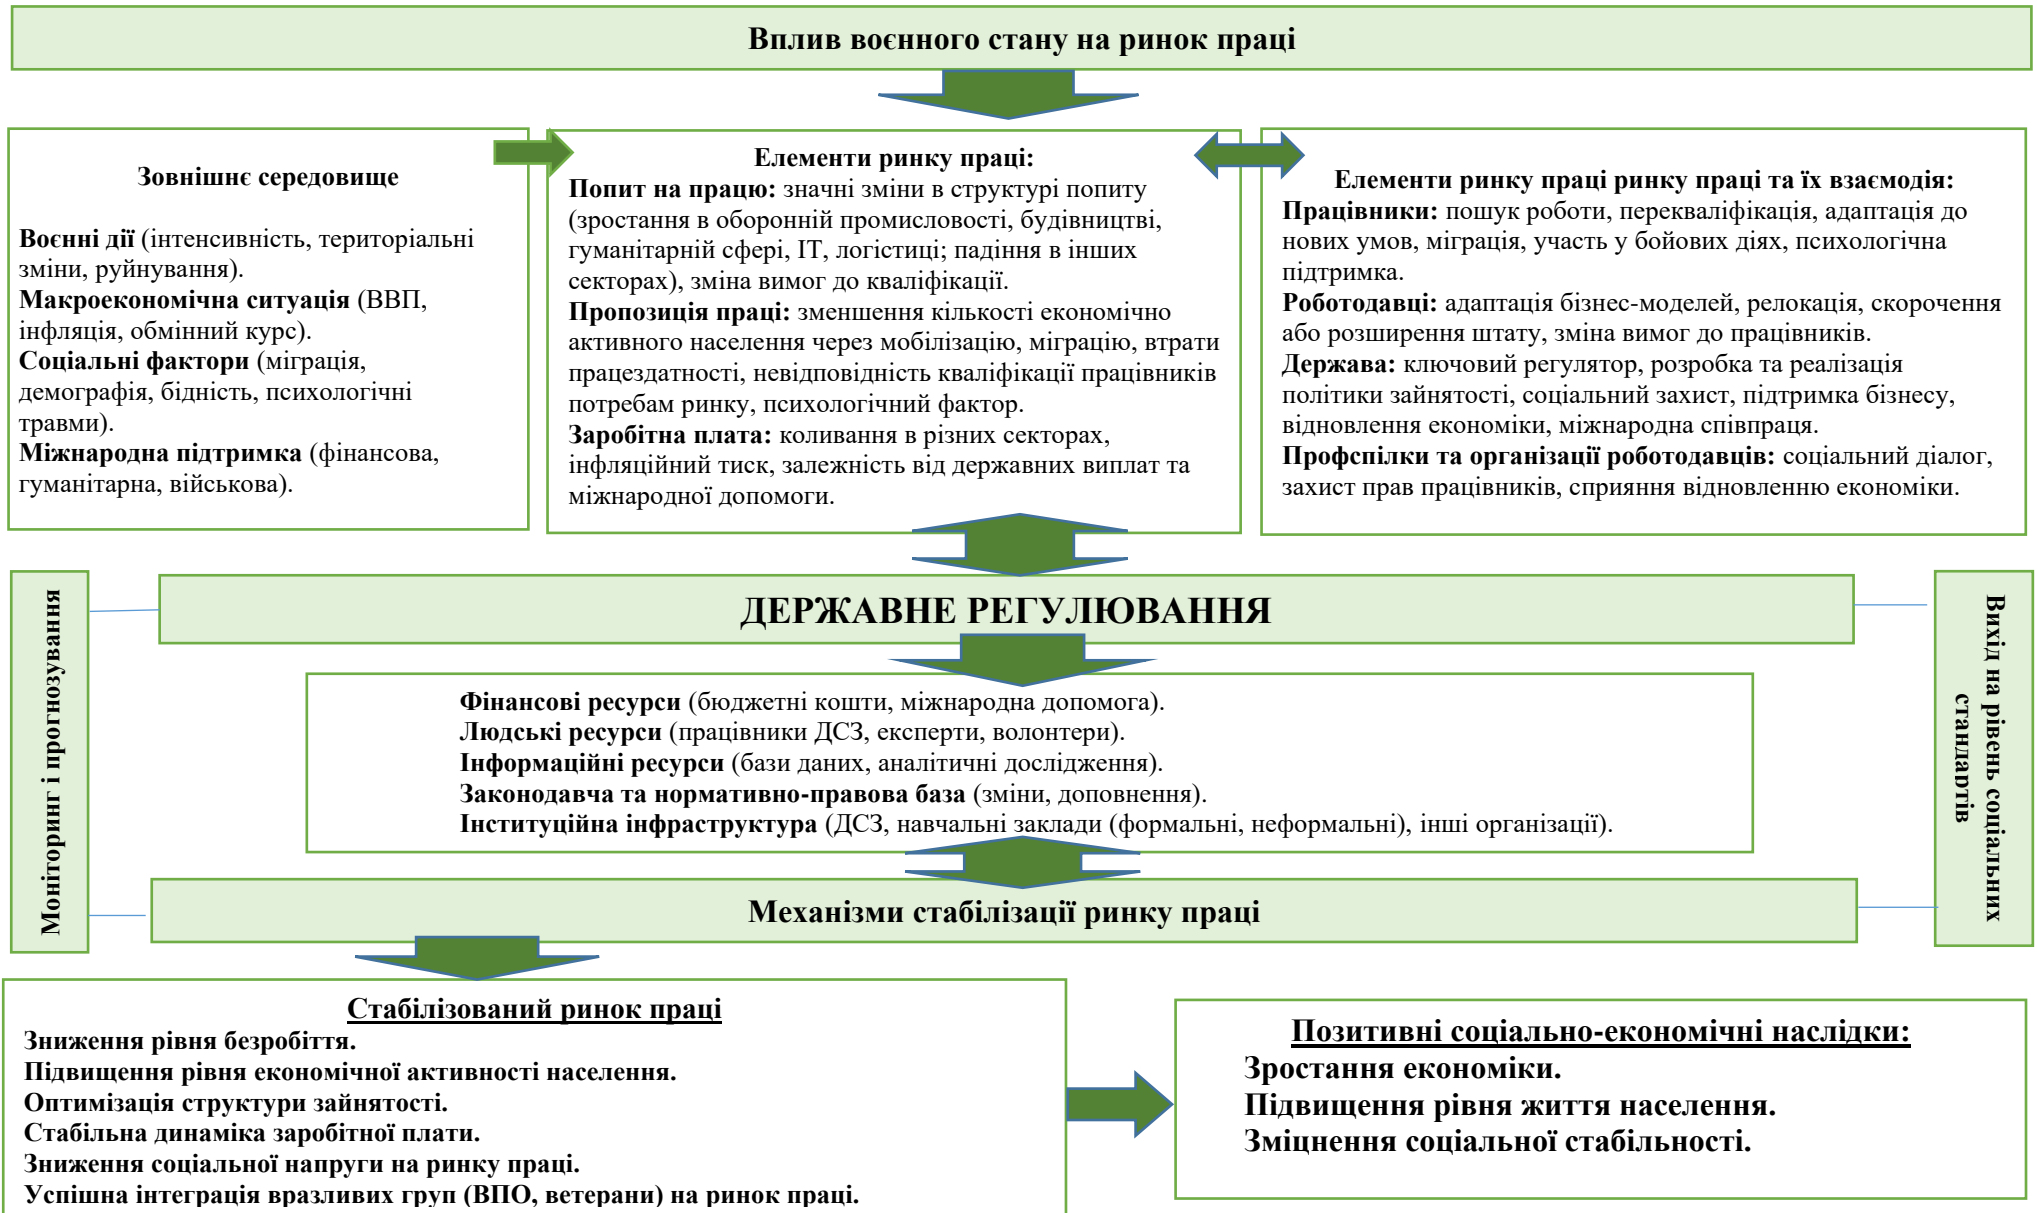 Вплив воєнного стану на ринок праці
Зовнішнє середовище
Воєнні дії (інтенсивність, територіальні
зміни, руйнування).
Макроекономічна ситуація (ВВП,
інфляція, обмінний курс).
Соціальні фактори (міграція,
демографія, бідність, психологічні
травми).
Міжнародна підтримка (фінансова,
гуманітарна, військова).
Елементи ринку праці:
Попит на працю: значні зміни в структурі попиту
(зростання в оборонній промисловості, будівництві,
гуманітарній сфері, ІТ, логістиці; падіння в інших
секторах), зміна вимог до кваліфікації.
Пропозиція праці: зменшення кількості економічно
активного населення через мобілізацію, міграцію, втрати
працездатності, невідповідність кваліфікації працівників
потребам ринку, психологічний фактор.
Заробітна плата: коливання в різних секторах,
інфляційний тиск, залежність від державних виплат та
міжнародної допомоги.
Елементи ринку праці ринку праці та їх взаємодія:
Працівники: пошук роботи, перекваліфікація, адаптація до
нових умов, міграція, участь у бойових діях, психологічна
підтримка.
Роботодавці: адаптація бізнес-моделей, релокація, скорочення
або розширення штату, зміна вимог до працівників.
Держава: ключовий регулятор, розробка та реалізація
політики зайнятості, соціальний захист, підтримка бізнесу,
відновлення економіки, міжнародна співпраця.
Профспілки та організації роботодавців: соціальний діалог,
захист прав працівників, сприяння відновленню економіки.
Моніторинг і прогнозування
ДЕРЖАВНЕ РЕГУЛЮВАННЯ
Фінансові ресурси (бюджетні кошти, міжнародна допомога).
Людські ресурси (працівники ДСЗ, експерти, волонтери).
Інформаційні ресурси (бази даних, аналітичні дослідження).
Законодавча та нормативно-правова база (зміни, доповнення).
Інституційна інфраструктура (ДСЗ, навчальні заклади (формальні, неформальні), інші організації).
Механізми стабілізації ринку праці
Вихід на рівень соціальних
стандартів
Стабілізований ринок праці
Зниження рівня безробіття.
Підвищення рівня економічної активності населення.
Оптимізація структури зайнятості.
Стабільна динаміка заробітної плати.
Зниження соціальної напруги на ринку праці.
Успішна інтеграція вразливих груп (ВПО, ветерани) на ринок праці.
Позитивні соціально-економічні наслідки:
Зростання економіки.
Підвищення рівня життя населення.
Зміцнення соціальної стабільності.